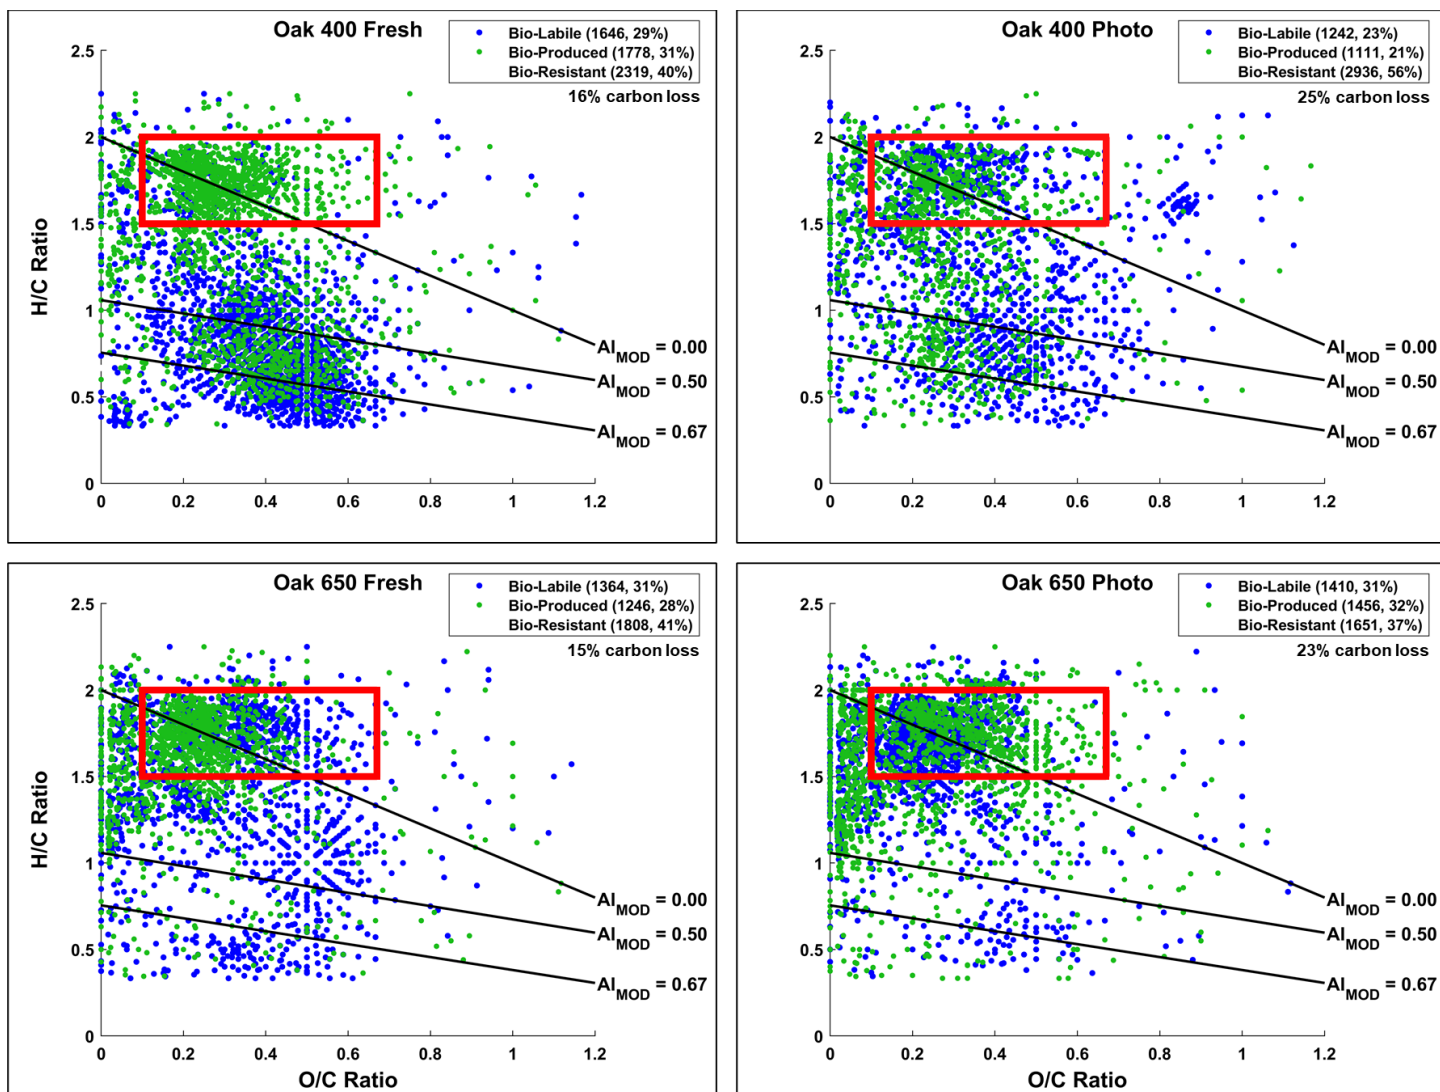 Oak 400 Fresh
Bio-Labile (1646, 29%)
Bio-Produced (1778, 31%)
Bio-Resistant (2319, 40%)
16% carbon loss
2.5
2
1.5
1
0.5
0
H/C Ratio
0
0.2
0.4
0.6
0.8
1
1.2
AIMOD = 0.00
AIMOD = 0.50
AIMOD = 0.67
Oak 400 Photo
Bio-Labile (1242, 23%)
Bio-Produced (1111, 21%)
Bio-Resistant (2936, 56%)
25% carbon loss
2.5
2
1.5
1
0.5
0
0
0.2
0.4
0.6
0.8
1
1.2
AIMOD = 0.00
AIMOD = 0.50
AIMOD = 0.67
Oak 650 Fresh
Bio-Labile (1364, 31%)
Bio-Produced (1246, 28%)
Bio-Resistant (1808, 41%)
15% carbon loss
2.5
2
1.5
1
0.5
0
H/C Ratio
0
0.2
0.4
0.6
0.8
1
1.2
O/C Ratio
AIMOD = 0.00
AIMOD = 0.50
AIMOD = 0.67
Oak 650 Photo
Bio-Labile (1410, 31%)
Bio-Produced (1456, 32%)
Bio-Resistant (1651, 37%)
23% carbon loss
2.5
2
1.5
1
0.5
0
0
0.2
0.4
0.6
0.8
1
1.2
O/C Ratio
AIMOD = 0.00
AIMOD = 0.50
AIMOD = 0.67